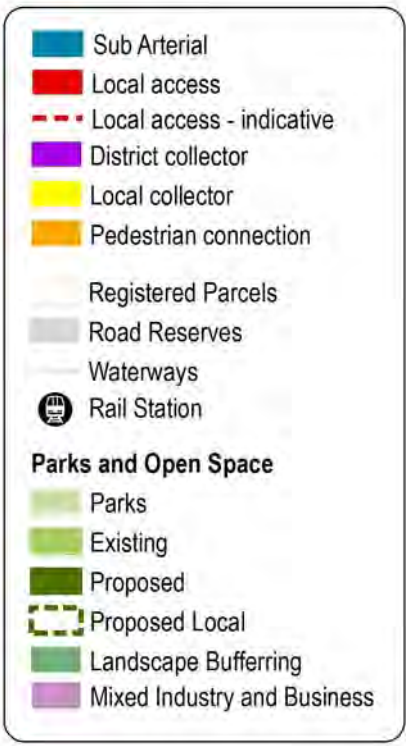 Sub Arterial
Local access
Local access - indicative
District collector
Local collector
Pedestrian connection
Registered Parcels
Road Reserves
Waterways
Rail Station
Parks and Open Space
Parks
Existing
Proposed
Proposed Local
Landscape Bufferring
Mixed Industry and Business